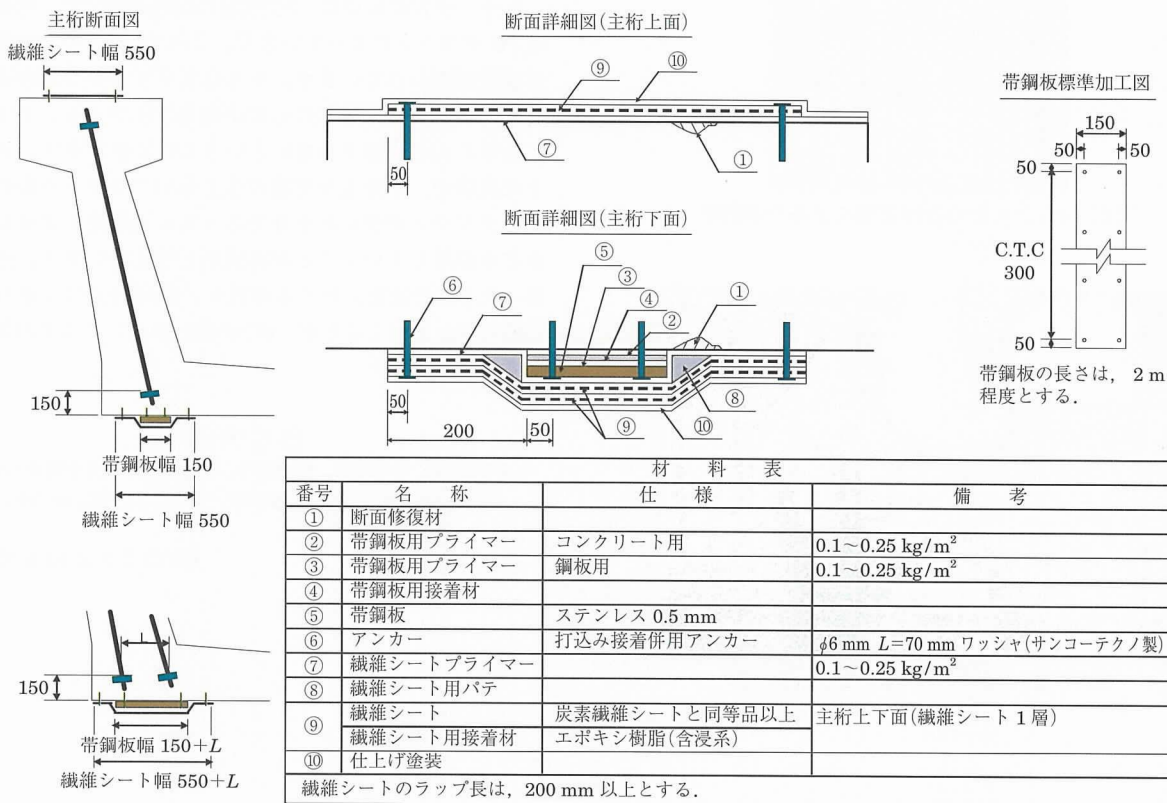 主桁断面図
繊維シート幅 550
150
帯鋼板幅 150
繊維シート幅 550
L
150
帯鋼板幅 150+L
繊維シート幅 550+L
断面詳細図(主桁上面)
⑨
⑩
⑦
①
50
断面詳細図(主桁下面)
⑤
③
⑥
④
①
⑦
②
⑧
50
200
50
⑨
⑩
帯鋼板標準加工図
150
50
50
50
C.T.C
300
50
帯鋼板の長さは, 2 m
程度とする.
材 料 表
番号 名 称 仕 様 備 考
① 断面修復材
② 帯鋼板用プライマー コンクリート用 0.1~0.25 kg/m²
③ 帯鋼板用プライマー 鋼板用 0.1~0.25 kg/m²
④ 帯鋼板用接着材
⑤ 帯鋼板 ステンレス 0.5 mm
⑥ アンカー 打込み接着併用アンカー φ6 mm L=70 mm ワッシャ(サンコーテクノ製)
⑦ 繊維シートプライマー 0.1~0.25 kg/m²
⑧ 繊維シート用パテ
⑨ 繊維シート 炭素繊維シートと同等品以上 主桁上下面(繊維シート 1 層)
繊維シート用接着材 エポキシ樹脂(含浸系)
⑩ 仕上げ塗装
繊維シートのラップ長は, 200 mm 以上とする.